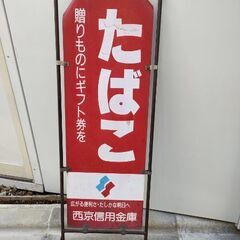 たばこ
贈りものにギフト券を
広がる便利さ・たしかな明日へ
西京信用金庫